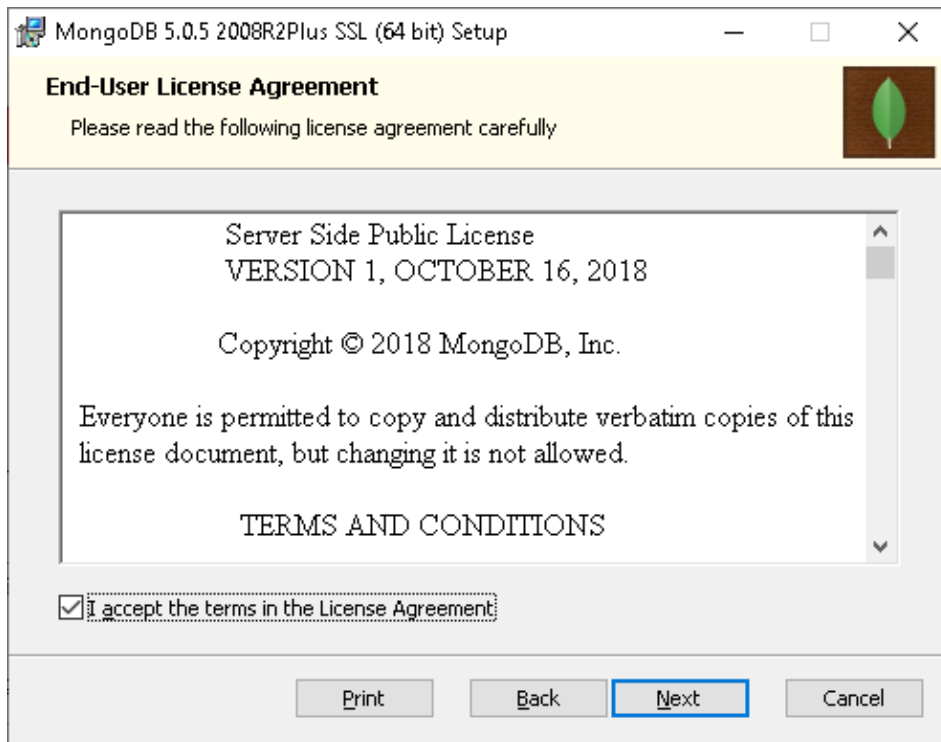 MongoDB 5.0.5 2008R2Plus SSL (64 bit) Setup
End-User License Agreement
Please read the following license agreement carefully
Server Side Public License
VERSION 1, OCTOBER 16, 2018
Copyright © 2018 MongoDB, Inc.
Everyone is permitted to copy and distribute verbatim copies of this
license document, but changing it is not allowed.
TERMS AND CONDITIONS
I accept the terms in the License Agreement
Print Back Next Cancel